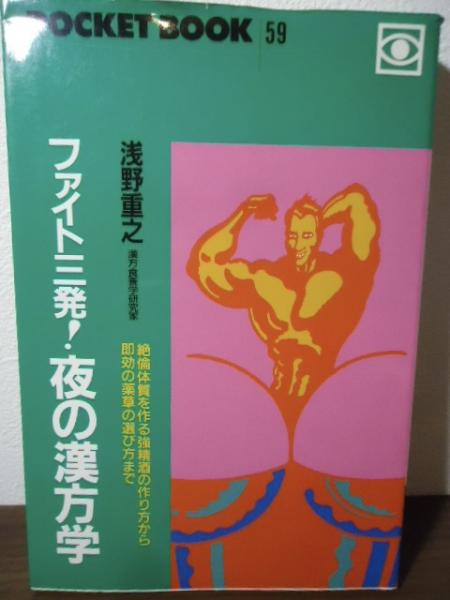 POCKET BOOK 59
ファイト三発!夜の漢方学
浅野重之
漢方食養学研究家
絶倫体質を作る強精酒の作り方から
即効の薬草の選び方まで